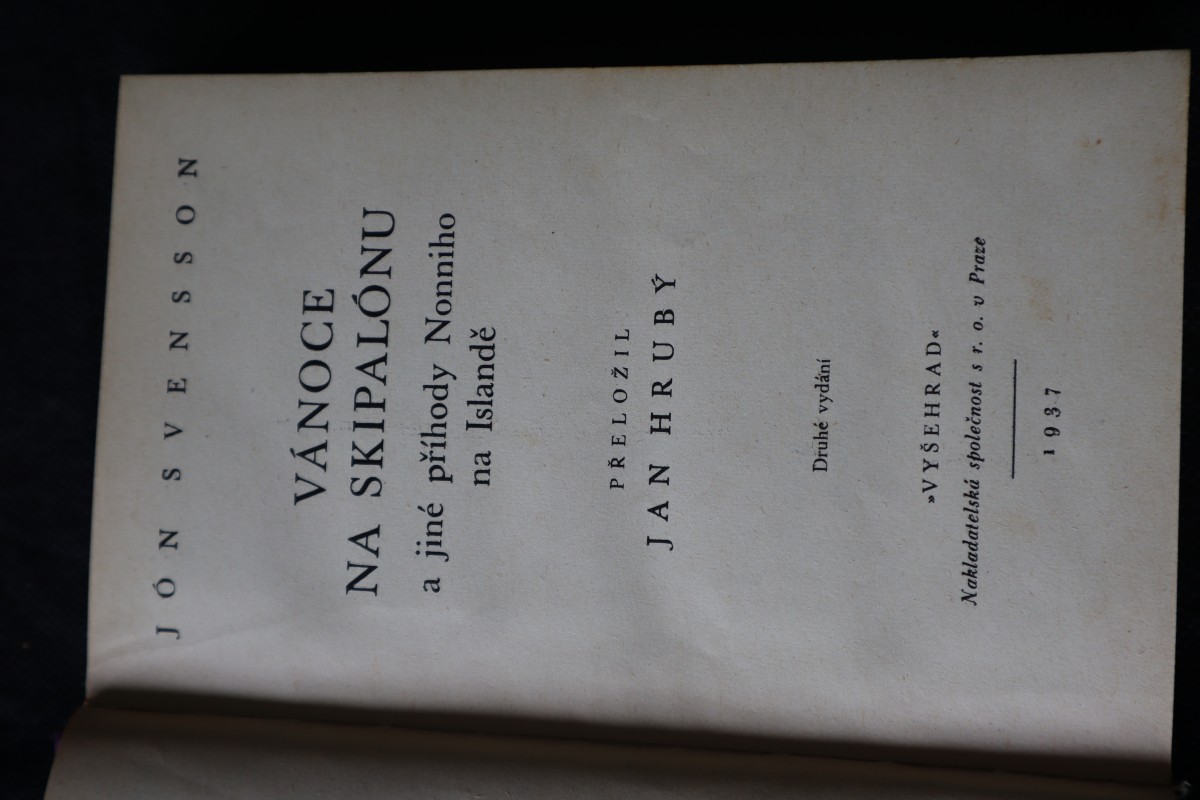 JÓN SVENSSON
VÁNOCE
NA SKIPALÓNU
a jiné příhody Nonniho
na Islandě
PŘELOŽIL
JAN HRUBÝ
Druhé vydání
»VYŠEHRAD«
Nakladatelská společnost s r. o. v Praze
1937